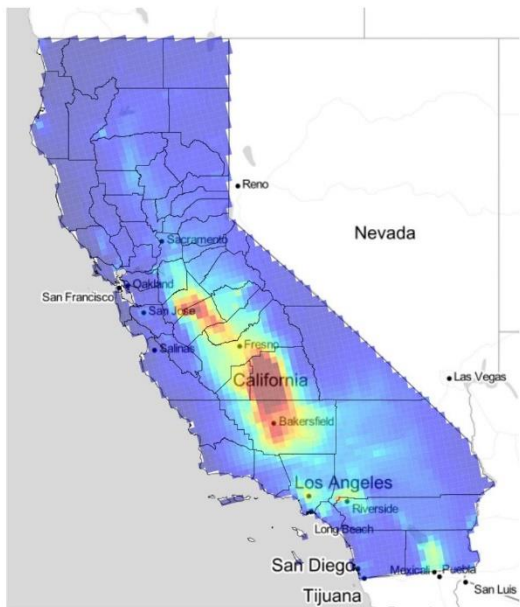 Reno
Nevada
Sacramento
Oakland
San Francisco
San Jose
Salinas
Fresno
California
Las Vegas
Bakersfield
Los Angeles
Riverside
Long Beach
San Diego
Mexicali
Puebla
Tijuana
San Luis